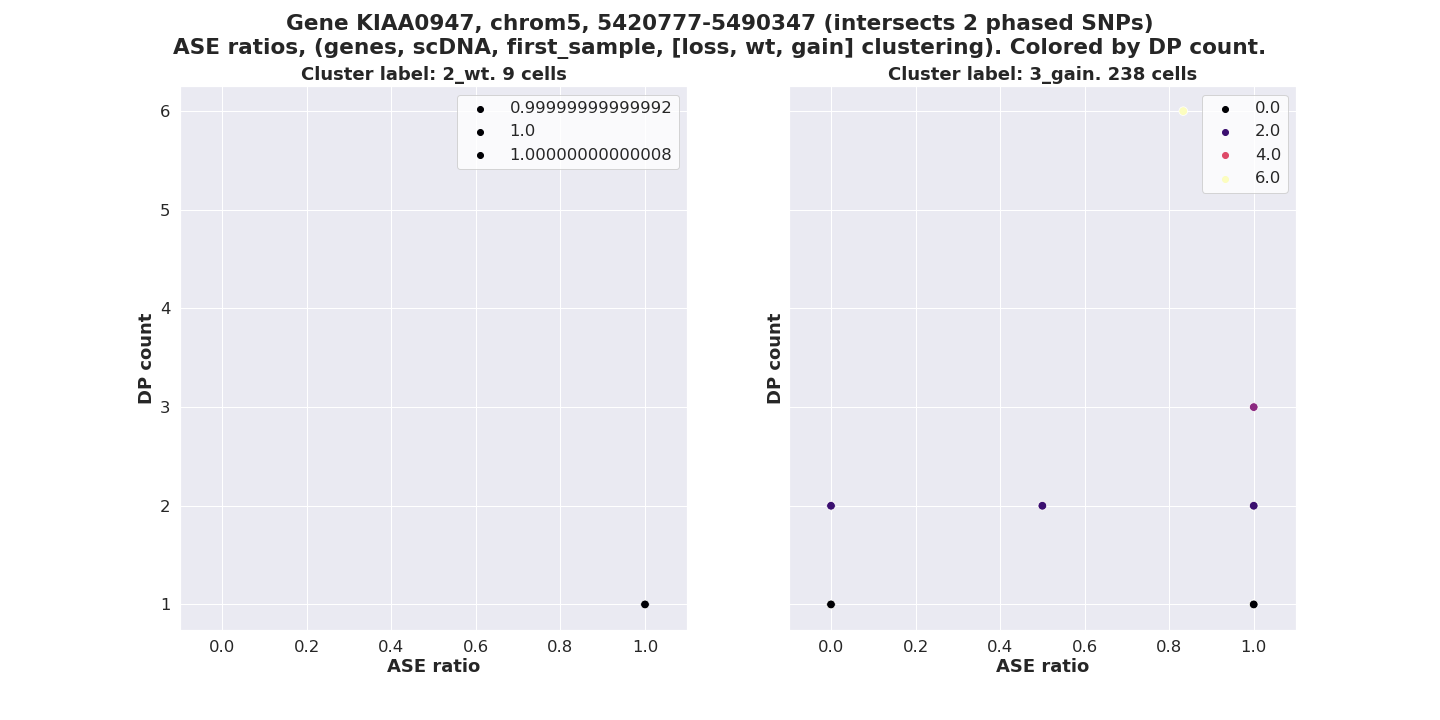 Gene KIAA0947, chrom5, 5420777-5490347 (intersects 2 phased SNPs)
ASE ratios, (genes, scDNA, first_sample, [loss, wt, gain] clustering). Colored by DP count.
Cluster label: 2_wt. 9 cells
0.99999999999992
1.0
1.00000000000008
6
5
4
3
2
1
DP count
0.0 0.2 0.4 0.6 0.8 1.0
ASE ratio
Cluster label: 3_gain. 238 cells
0.0
2.0
4.0
6.0
DP count
0.0 0.2 0.4 0.6 0.8 1.0
ASE ratio